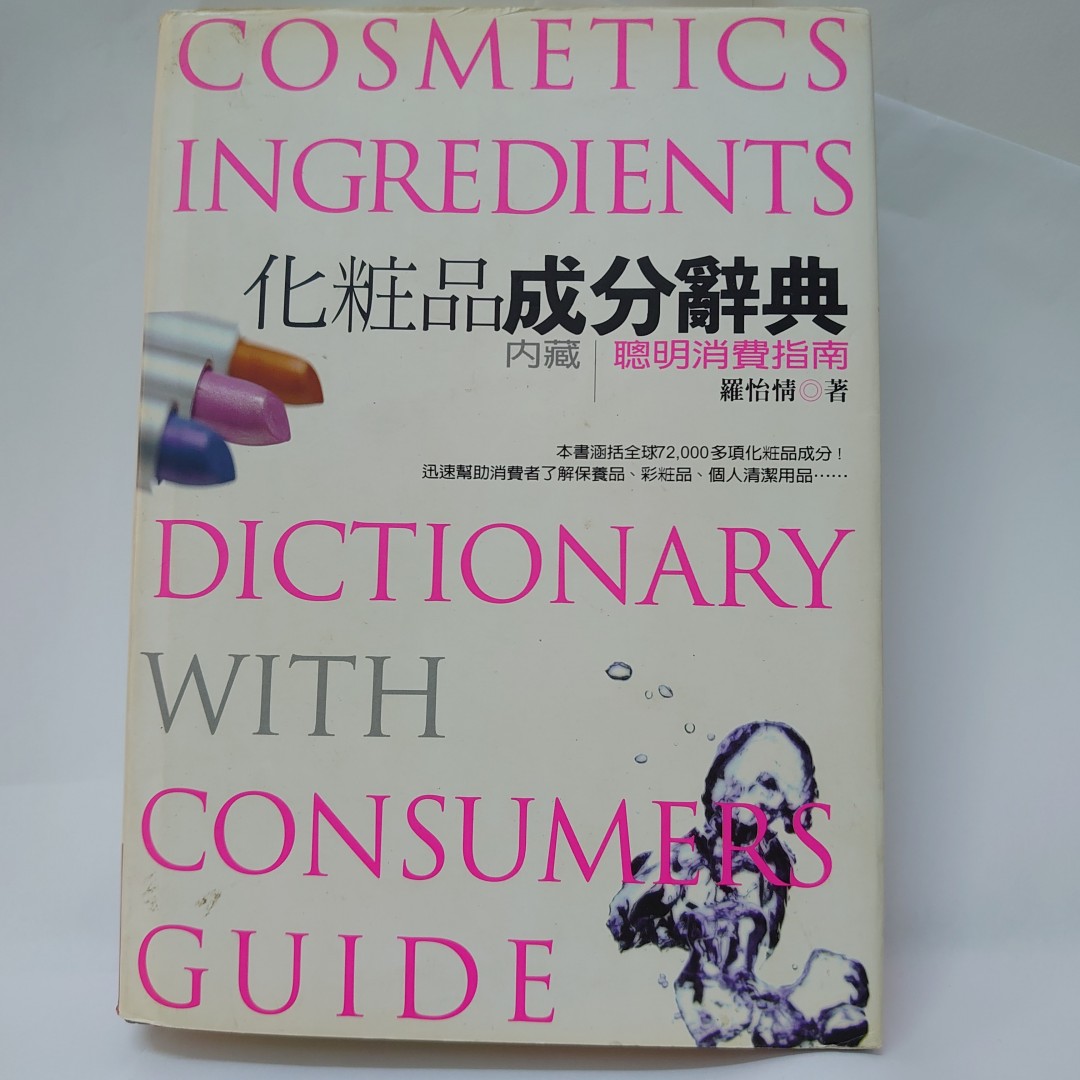 COSMETICS
INGREDIENTS
化粧品成分辭典
內藏｜聰明消費指南
羅怡情◎著
本書涵括全球72,000多項化粧品成分！
迅速幫助消費者了解保養品、彩粧品、個人清潔用品……
DICTIONARY
WITH
CONSUMERS
GUIDE